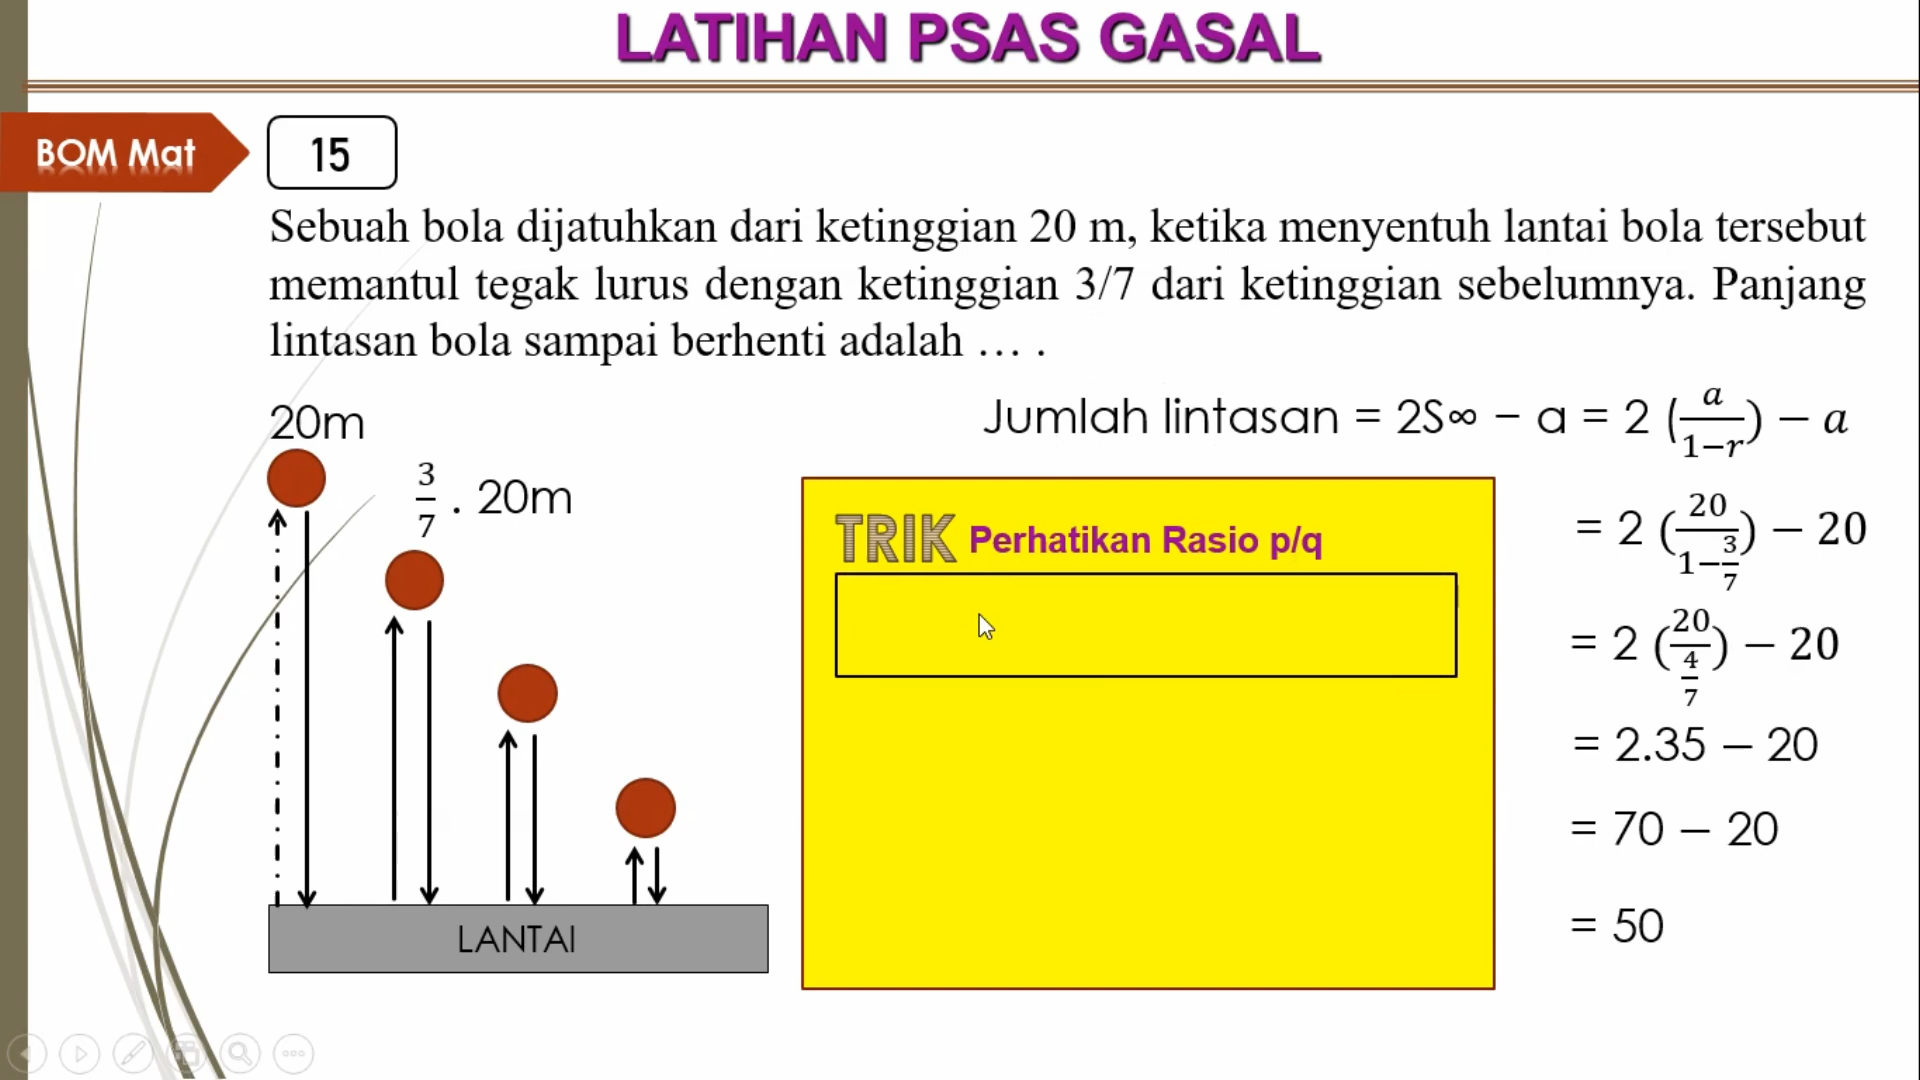 LATIHAN PSAS GASAL
BOM Mat
15
Sebuah bola dijatuhkan dari ketinggian 20 m, ketika menyentuh lantai bola tersebut
memantul tegak lurus dengan ketinggian 3/7 dari ketinggian sebelumnya. Panjang
lintasan bola sampai berhenti adalah … .
20m
3/7 . 20m
LANTAI
TRIK Perhatikan Rasio p/q
Jumlah lintasan = 2S∞ − a = 2 (a/(1−r)) − a
= 2 (20/(1−3/7)) − 20
= 2 (20/(4/7)) − 20
= 2.35 – 20
= 70 – 20
= 50